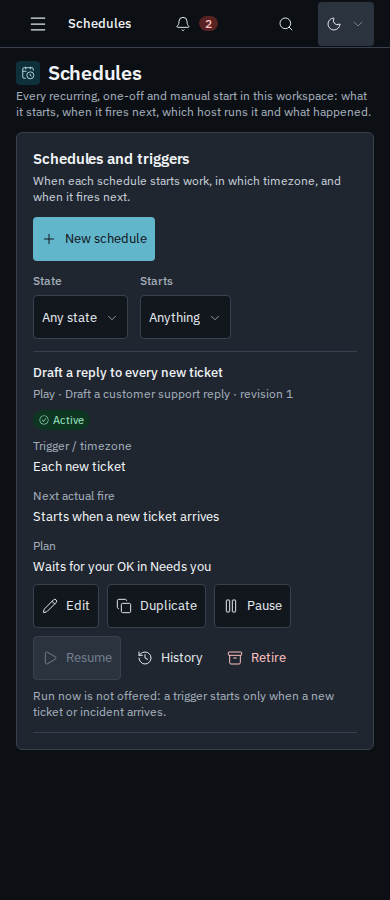 Schedules
2
Schedules
Every recurring, one-off and manual start in this workspace: what
it starts, when it fires next, which host runs it and what happened.
Schedules and triggers
When each schedule starts work, in which timezone, and
when it fires next.
New schedule
State
Starts
Any state
Anything
Draft a reply to every new ticket
Play · Draft a customer support reply · revision 1
Active
Trigger / timezone
Each new ticket
Next actual fire
Starts when a new ticket arrives
Plan
Waits for your OK in Needs you
Edit
Duplicate
Pause
Resume
History
Retire
Run now is not offered: a trigger starts only when a new
ticket or incident arrives.